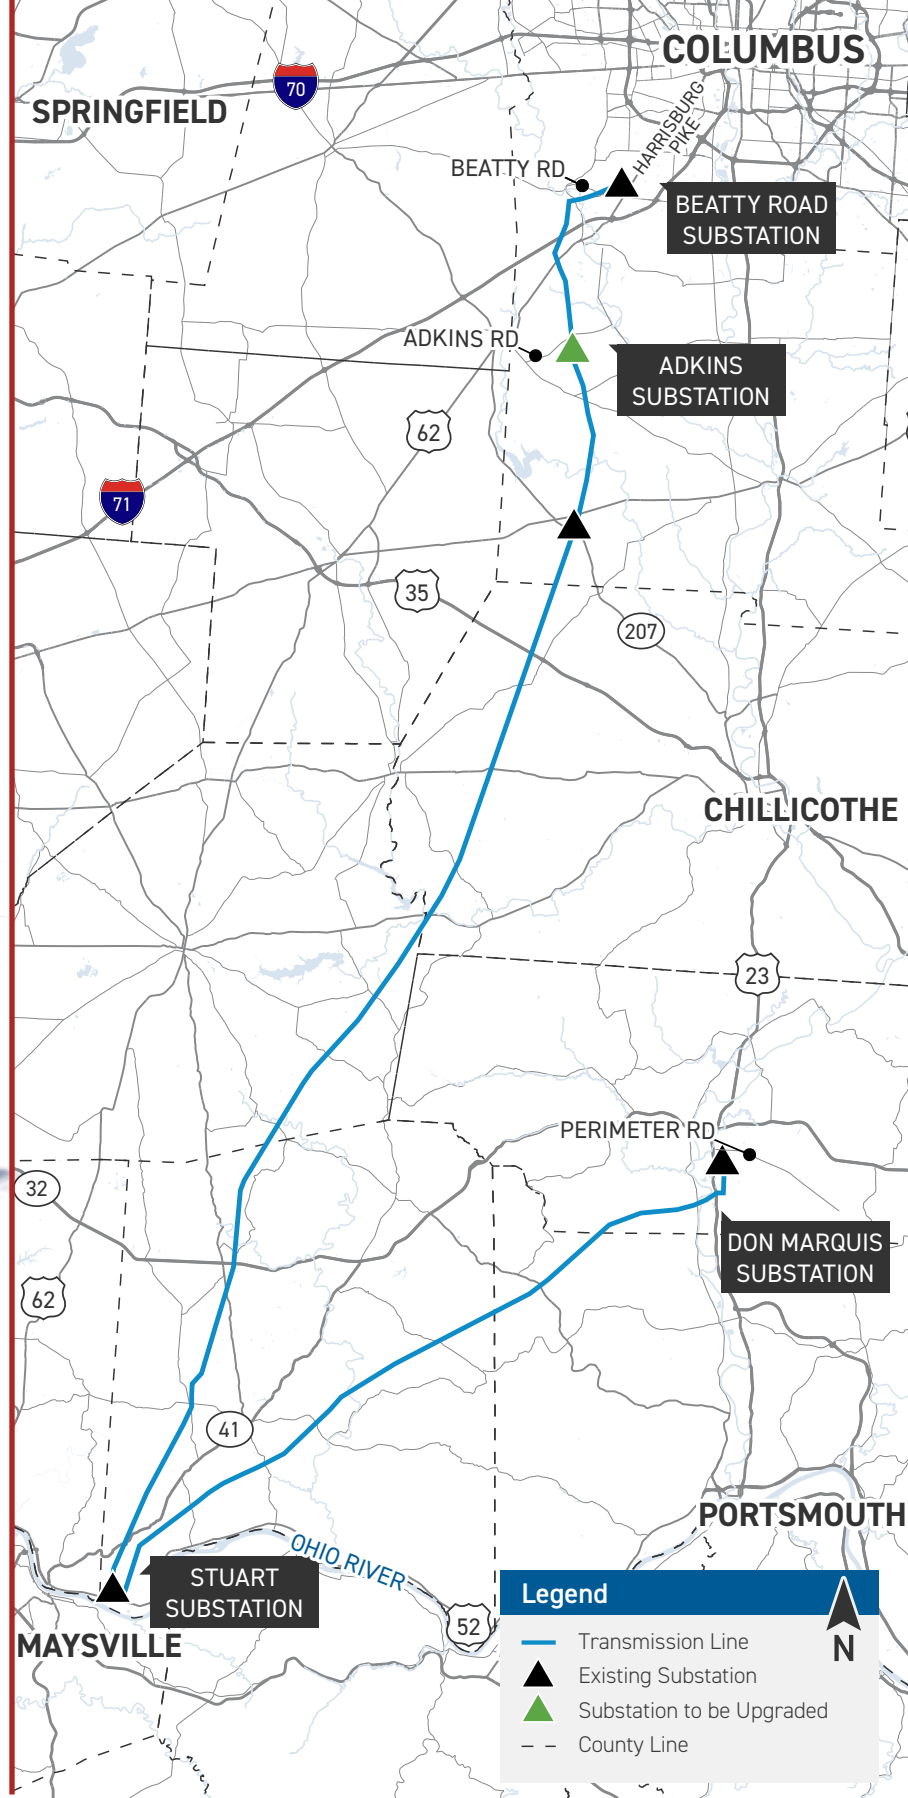 COLUMBUS
70
SPRINGFIELD
HARRISBURG
PIKE
BEATTY RD
BEATTY ROAD
SUBSTATION
ADKINS RD
ADKINS
SUBSTATION
62
71
35
207
CHILLICOTHE
23
PERIMETER RD
32
DON MARQUIS
SUBSTATION
62
41
PORTSMOUTH
OHIO RIVER
STUART
SUBSTATION
52
MAYSVILLE
Legend
N
Transmission Line
Existing Substation
Substation to be Upgraded
County Line